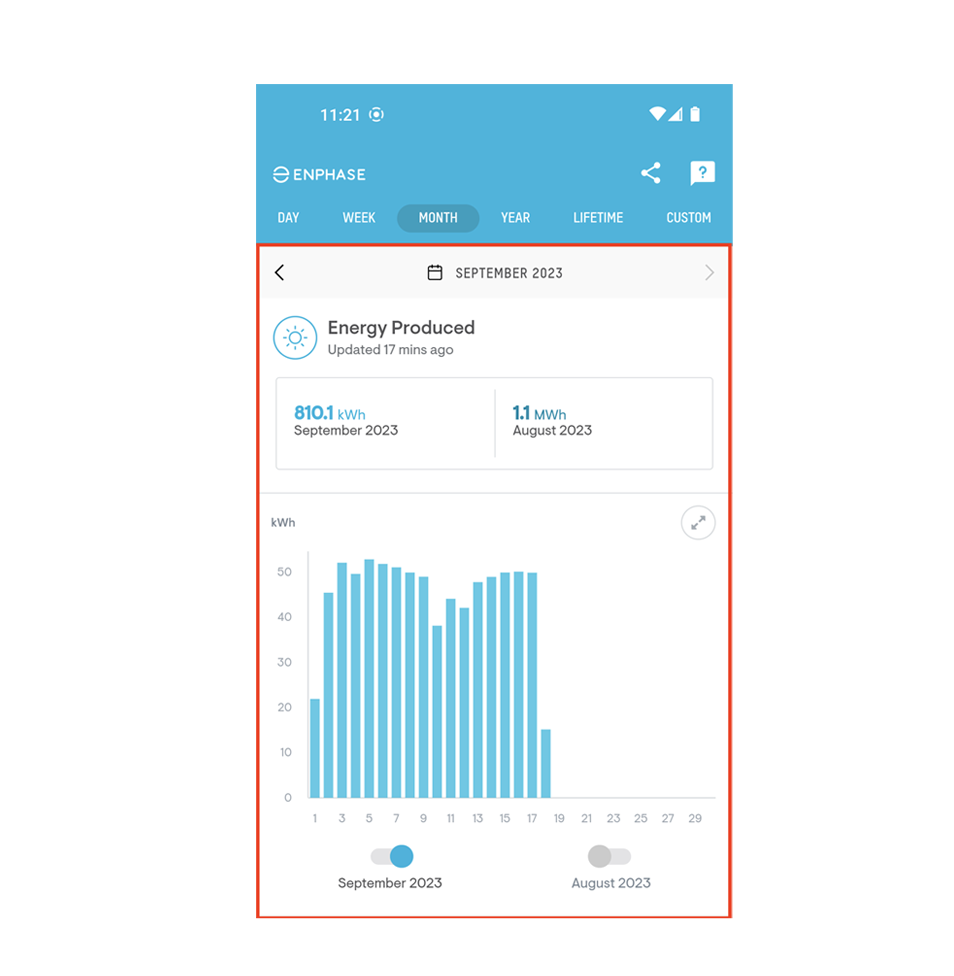 11:21
ENPHASE
?
DAY WEEK MONTH YEAR LIFETIME CUSTOM
SEPTEMBER 2023
Energy Produced
Updated 17 mins ago
810.1 kWh 1.1 MWh
September 2023 August 2023
kWh
50
40
30
20
10
0
1 3 5 7 9 11 13 15 17 19 21 23 25 27 29
September 2023 August 2023